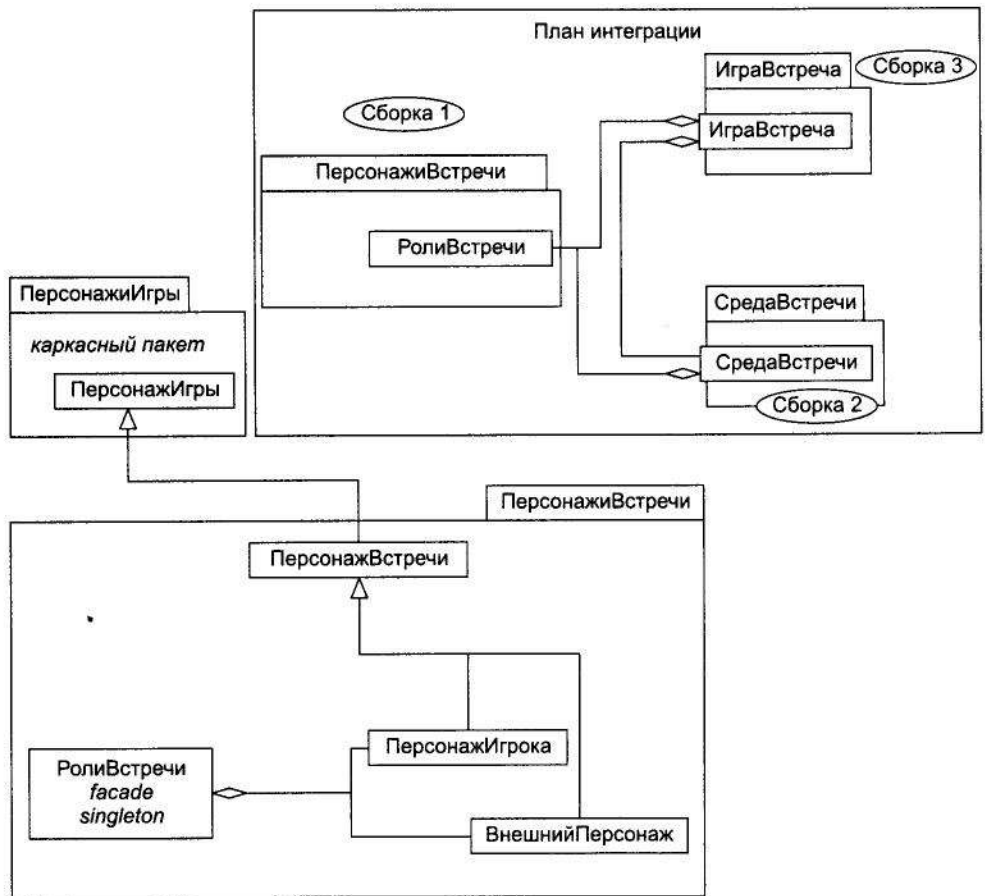 План интеграции
ИграВстреча
Сборка 3
Сборка 1
ИграВстреча
ПерсонажиВстречи
РолиВстречи
ПерсонажиИгры
СредаВстречи
каркасный пакет
СредаВстречи
ПерсонажИгры
Сборка 2
ПерсонажиВстречи
ПерсонажВстречи
ПерсонажИгрока
РолиВстречи
facade
singleton
ВнешнийПерсонаж